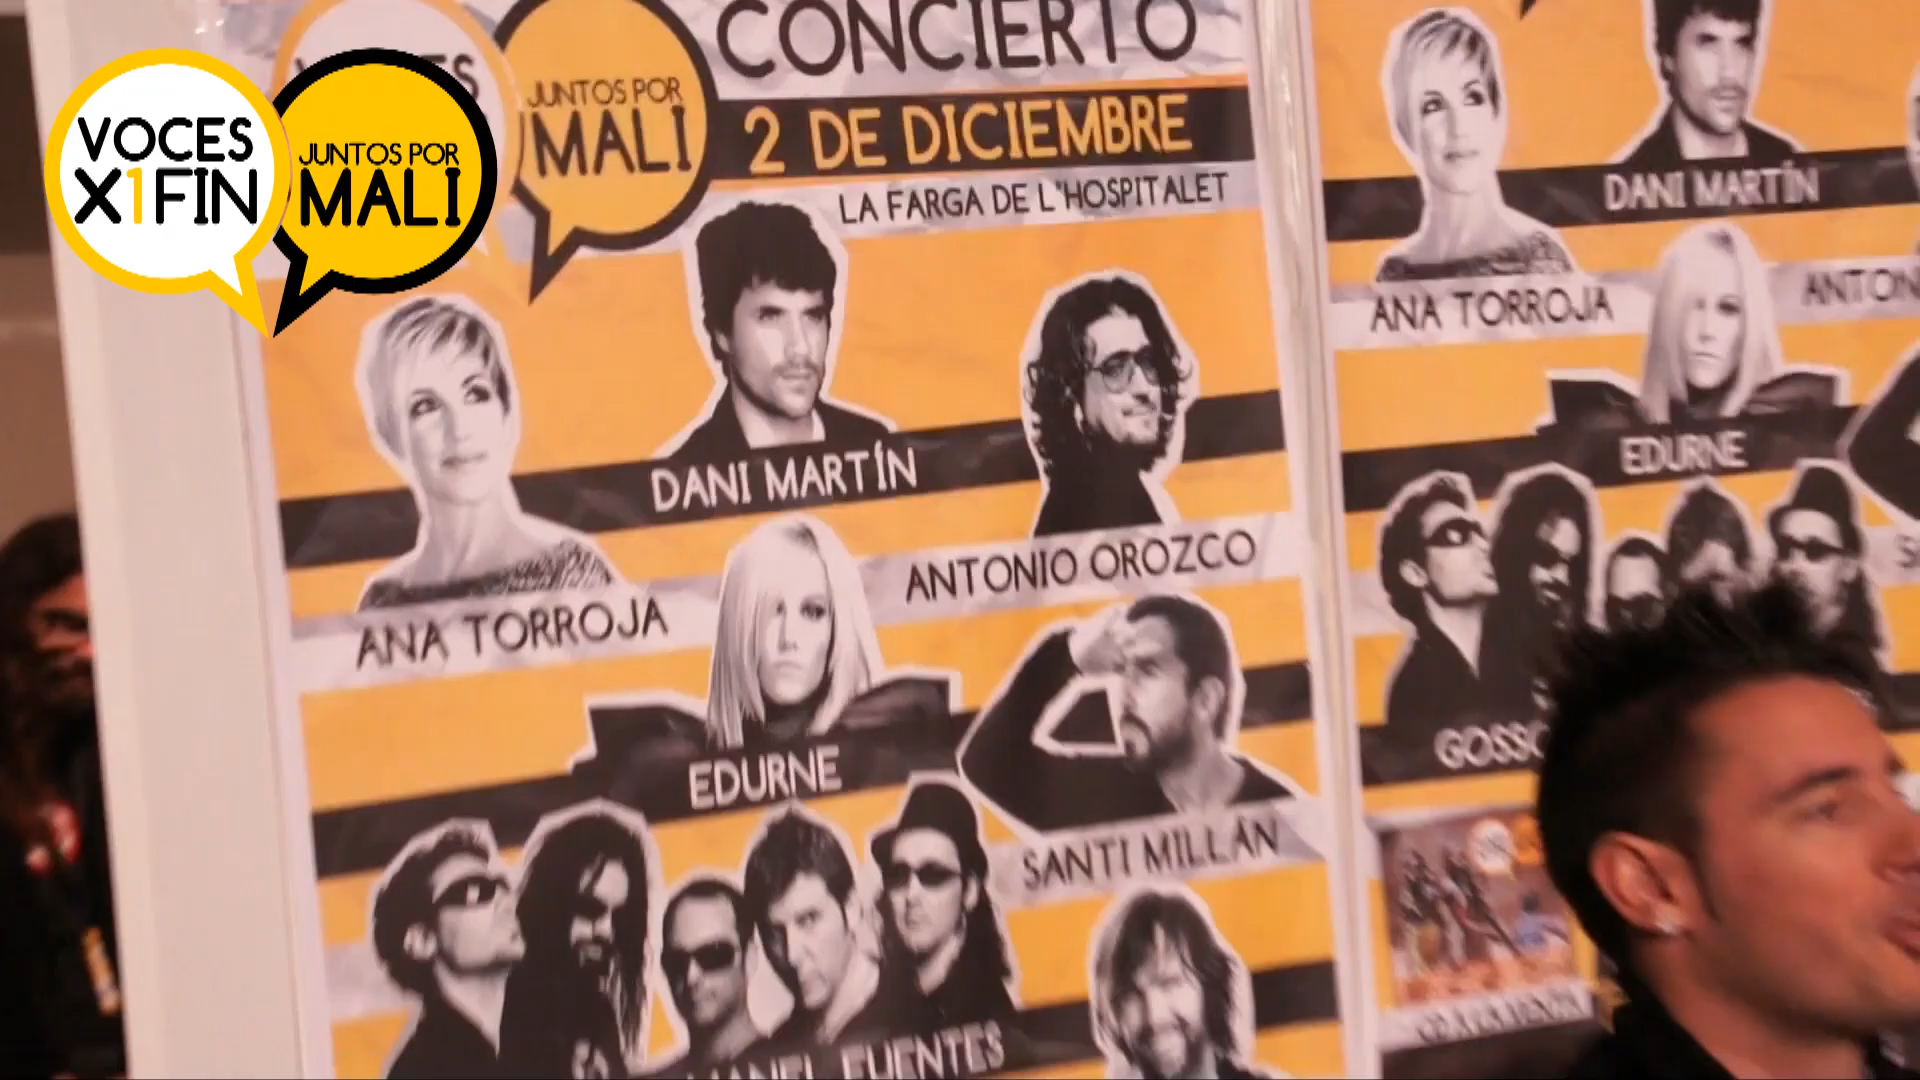 VOCES
X1FIN
JUNTOS POR
MALI
CONCIERTO
JUNTOS POR
MALI
2 DE DICIEMBRE
LA FARGA DE L'HOSPITALET
DANI MARTÍN
ANTONIO OROZCO
ANA TORROJA
EDURNE
SANTI MILLÁN
MANEL FUENTES
DANI MARTÍN
ANA TORROJA
EDURNE